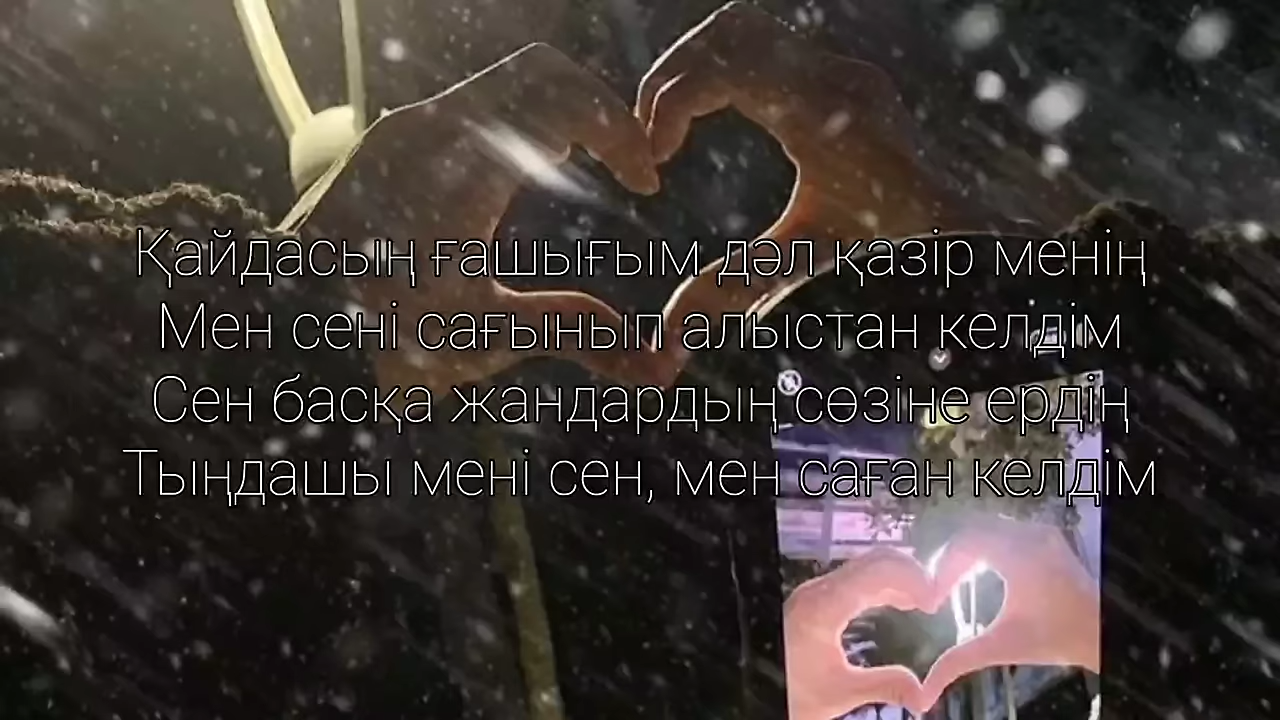 Қайдасың ғашығым дәл қазір менің
Мен сені сағынып алыстан келдім
Сен басқа жандардың сөзіне ердің
Тыңдашы мені сен, мен саған келдім